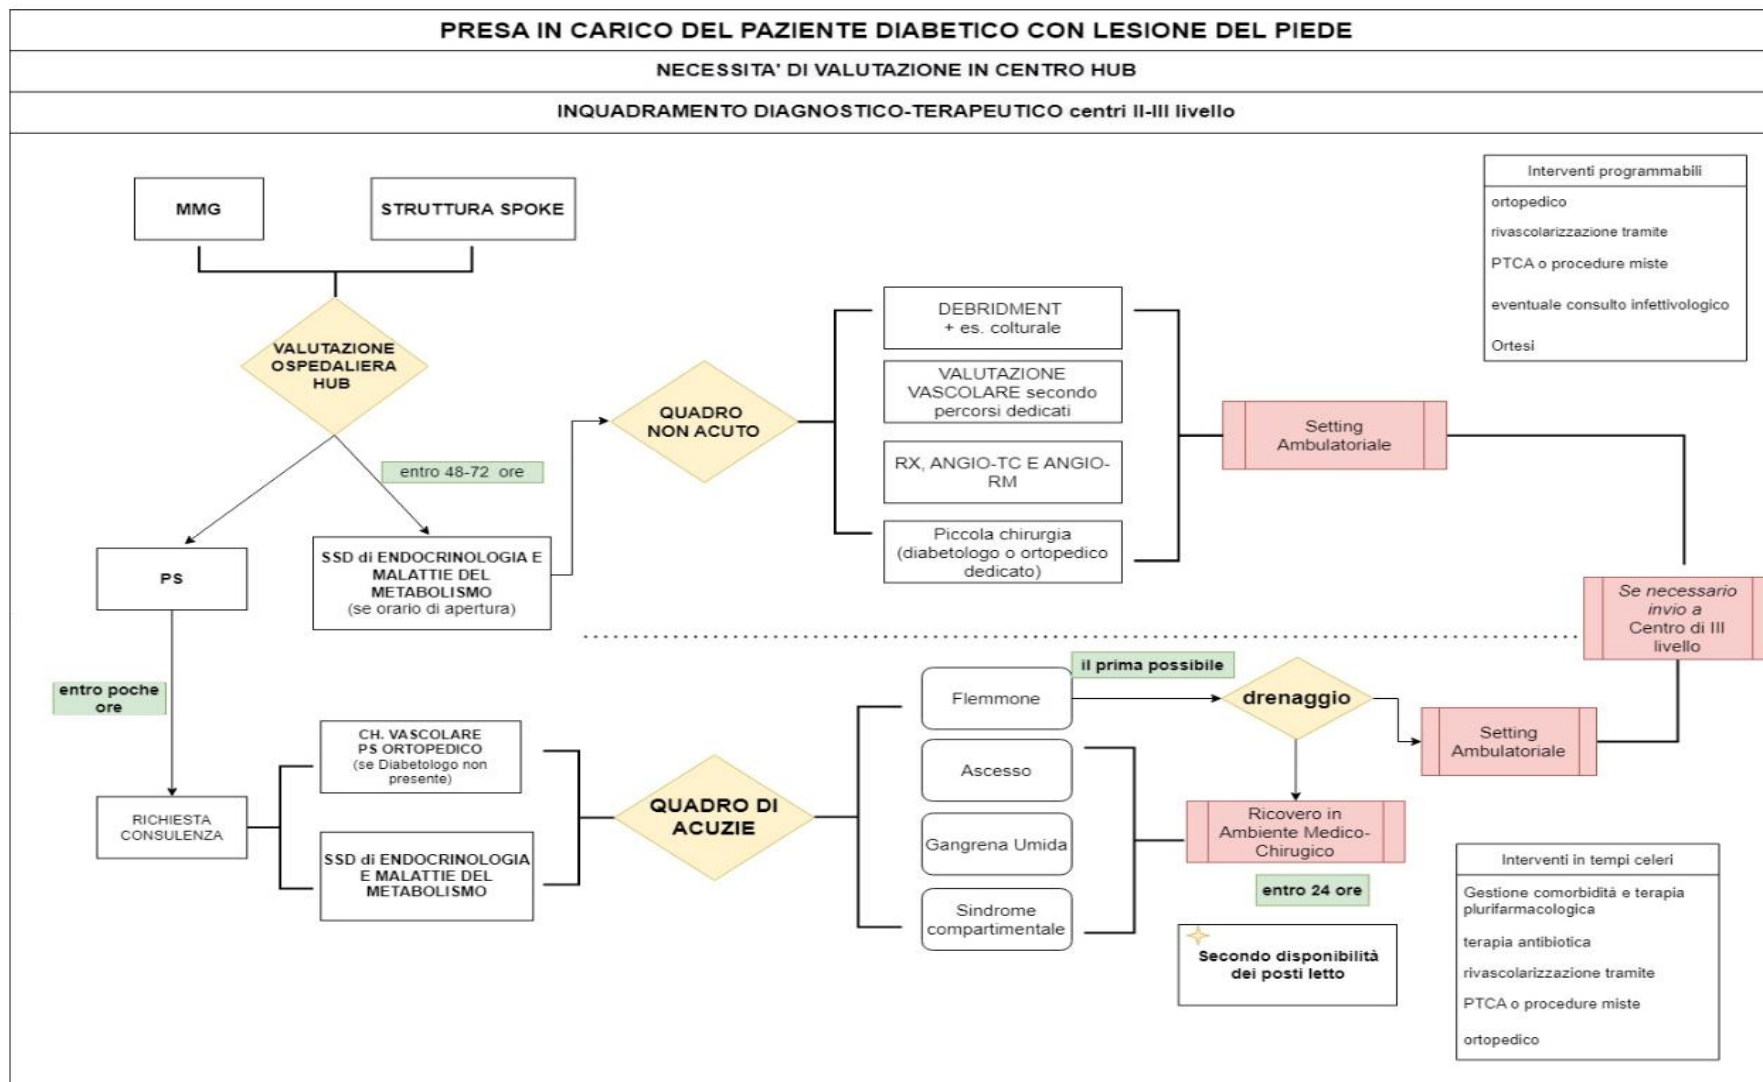 PRESA IN CARICO DEL PAZIENTE DIABETICO CON LESIONE DEL PIEDE
NECESSITA' DI VALUTAZIONE IN CENTRO HUB
INQUADRAMENTO DIAGNOSTICO-TERAPEUTICO centri II-III livello
MMG
STRUTTURA SPOKE
VALUTAZIONE
OSPEDALIERA
HUB
entro 48-72 ore
PS
SSD di ENDOCRINOLOGIA E
MALATTIE DEL
METABOLISMO
(se orario di apertura)
QUADRO
NON ACUTO
DEBRIDMENT
+ es. colturale
VALUTAZIONE
VASCOLARE secondo
percorsi dedicati
RX, ANGIO-TC E ANGIO-
RM
Piccola chirurgia
(diabetologo o ortopedico
dedicato)
Setting
Ambulatoriale
Interventi programmabili
ortopedico
rivascolarizzazione tramite
PTCA o procedure miste
eventuale consulto infettivologico
Ortesi
Se necessario
invio a
Centro di III
livello
entro poche
ore
RICHIESTA
CONSULENZA
CH. VASCOLARE
PS ORTOPEDICO
(se Diabetologo non
presente)
SSD di ENDOCRINOLOGIA
E MALATTIE DEL
METABOLISMO
QUADRO DI
ACUZIE
Flemmone
Ascesso
Gangrena Umida
Sindrome
compartimentale
il prima possibile
drenaggio
Setting
Ambulatoriale
Ricovero in
Ambiente Medico-
Chirugico
entro 24 ore
Secondo disponibilità
dei posti letto
Interventi in tempi celeri
Gestione comorbidità e terapia
plurifarmacologica
terapia antibiotica
rivascolarizzazione tramite
PTCA o procedure miste
ortopedico